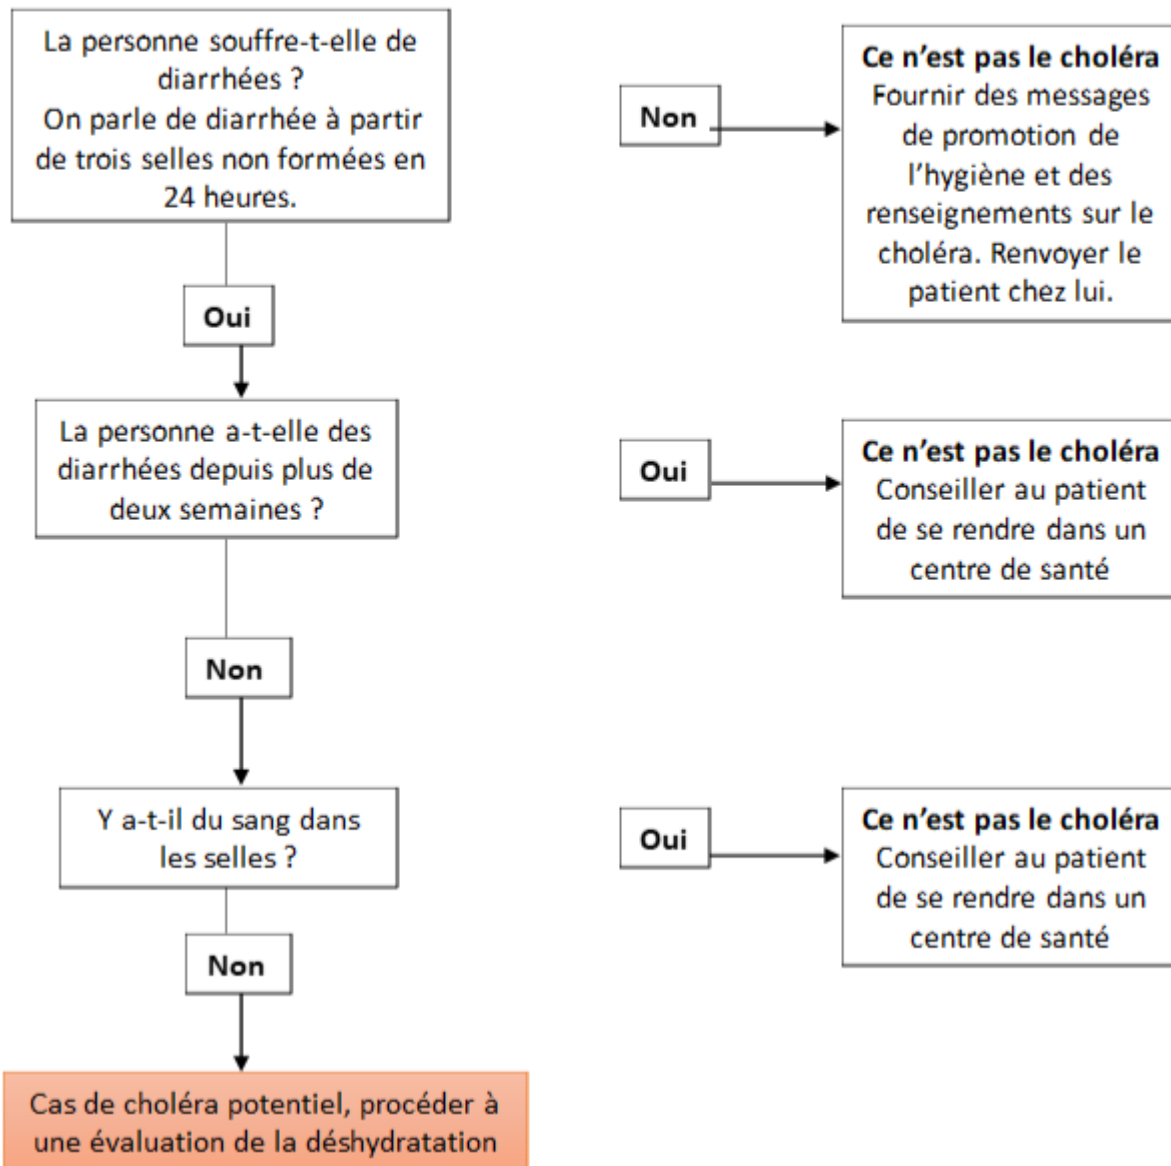 La personne souffre-t-elle de
diarrhées ?
On parle de diarrhée à partir
de trois selles non formées en
24 heures.
Non
Ce n’est pas le choléra
Fournir des messages
de promotion de
l’hygiène et des
renseignements sur le
choléra. Renvoyer le
patient chez lui.
Oui
La personne a-t-elle des
diarrhées depuis plus de
deux semaines ?
Oui
Ce n’est pas le choléra
Conseiller au patient
de se rendre dans un
centre de santé
Non
Y a-t-il du sang dans
les selles ?
Oui
Ce n’est pas le choléra
Conseiller au patient
de se rendre dans un
centre de santé
Non
Cas de choléra potentiel, procéder à
une évaluation de la déshydratation